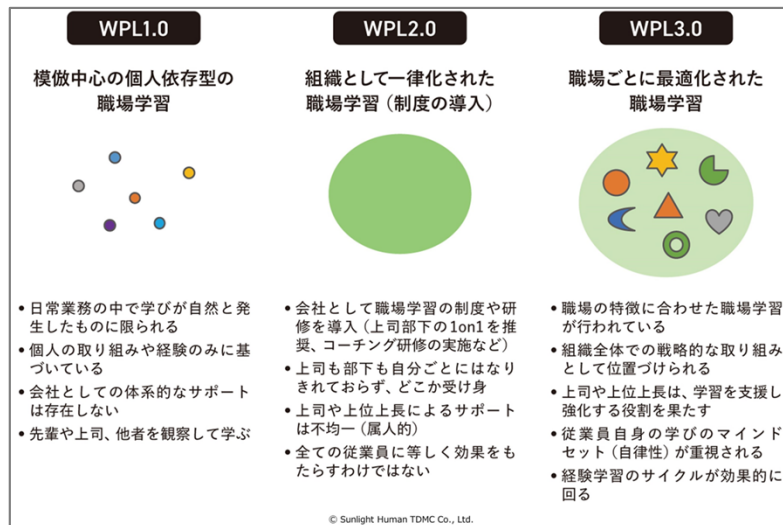 WPL1.0
模倣中心の個人依存型の
職場学習
• 日常業務の中で学びが自然と発
生したものに限られる
• 個人の取り組みや経験のみに基
づいている
• 会社としての体系的なサポート
は存在しない
• 先輩や上司、他者を観察して学ぶ
WPL2.0
組織として一律化された
職場学習（制度の導入）
• 会社として職場学習の制度や研
修を導入（上司部下の1on1を推
奨、コーチング研修の実施など）
• 上司も部下も自分ごとにはなり
きれておらず、どこか受け身
• 上司や上位上長によるサポート
は不均一（属人的）
• 全ての従業員に等しく効果をも
たらすわけではない
WPL3.0
職場ごとに最適化された
職場学習
• 職場の特徴に合わせた職場学習
が行われている
• 組織全体での戦略的な取り組み
として位置づけられる
• 上司や上位上長は、学習を支援し
強化する役割を果たす
• 従業員自身の学びのマインド
セット（自律性）が重視される
• 経験学習のサイクルが効果的に
回る
© Sunlight Human TDMC Co., Ltd.